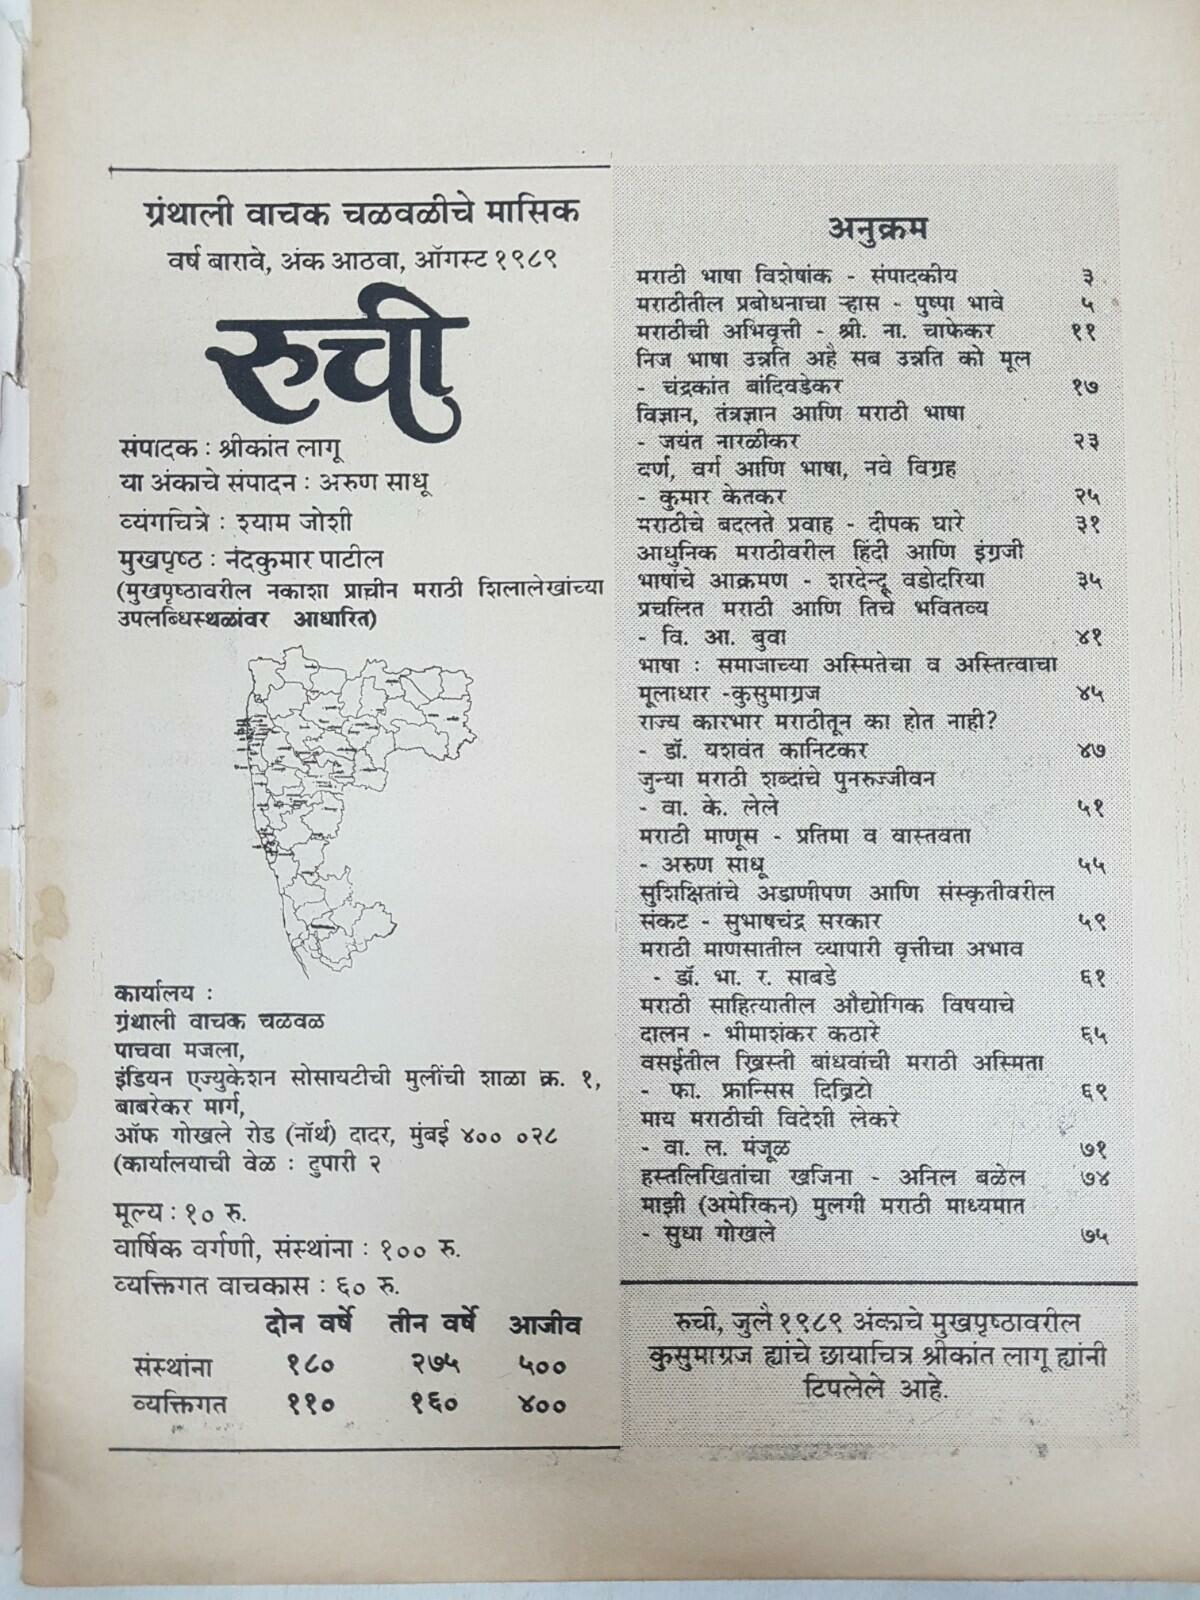 ग्रंथाली वाचक चळवळीचे मासिक
वर्ष बारावे, अंक आठवा, ऑगस्ट १९८९
रुची
संपादक : श्रीकांत लागू
या अंकाचे संपादन : अरुण साधू
व्यंगचित्रे : श्याम जोशी
मुखपृष्ठ : नंदकुमार पाटील
(मुखपृष्ठावरील नकाशा प्राचीन मराठी शिलालेखांच्या
उपलब्धिस्थळांवर आधारित)
कार्यालय :
ग्रंथाली वाचक चळवळ
पाचवा मजला,
इंडियन एज्युकेशन सोसायटीची मुलींची शाळा क्र. १,
बाबरेकर मार्ग,
ऑफ गोखले रोड (नॉर्थ) दादर, मुंबई ४०० ०२८
(कार्यालयाची वेळ : दुपारी २
मूल्य : १० रु.
वार्षिक वर्गणी, संस्थांना : १०० रु.
व्यक्तिगत वाचकास : ६० रु.
दोन वर्षे तीन वर्षे आजीव
संस्थांना १८० २७५ ५००
व्यक्तिगत ११० १६० ४००
अनुक्रम
मराठी भाषा विशेषांक - संपादकीय ३
मराठीतील प्रबोधनाचा ऱ्हास - पुष्पा भावे ५
मराठीची अभिवृत्ती - श्री. ना. चाफेकर ११
निज भाषा उन्नति अहै सब उन्नति को मूल
- चंद्रकांत बांदिवडेकर १७
विज्ञान, तंत्रज्ञान आणि मराठी भाषा
- जयंत नारळीकर २३
वर्ण, वर्ग आणि भाषा, नवे विग्रह
- कुमार केतकर २५
मराठीचे बदलते प्रवाह - दीपक घारे ३१
आधुनिक मराठीवरील हिंदी आणि इंग्रजी
भाषांचे आक्रमण - शरदेन्दू वडोदरिया ३५
प्रचलित मराठी आणि तिचे भवितव्य
- वि. आ. बुवा ४१
भाषा : समाजाच्या अस्मितेचा व अस्तित्वाचा
मूलाधार -कुसुमाग्रज ४५
राज्य कारभार मराठीतून का होत नाही?
- डॉ. यशवंत कानिटकर ४७
जुन्या मराठी शब्दांचे पुनरुज्जीवन
- वा. के. लेले ५१
मराठी माणूस - प्रतिमा व वास्तवता
- अरुण साधू ५५
सुशिक्षितांचे अडाणीपण आणि संस्कृतीवरील
संकट - सुभाषचंद्र सरकार ५९
मराठी माणसातील व्यापारी वृत्तीचा अभाव
- डॉ. भा. र. साबडे ६१
मराठी साहित्यातील औद्योगिक विषयाचे
दालन - भीमाशंकर कठारे ६५
वसईतील ख्रिस्ती बांधवांची मराठी अस्मिता
- फा. फ्रान्सिस दिब्रिटो ६९
माय मराठीची विदेशी लेकरे
- वा. ल. मंजूळ ७१
हस्तलिखितांचा खजिना - अनिल बळेल ७४
माझी (अमेरिकन) मुलगी मराठी माध्यमात
- सुधा गोखले ७५
रुची, जुलै १९८९ अंकाचे मुखपृष्ठावरील
कुसुमाग्रज ह्यांचे छायाचित्र श्रीकांत लागू ह्यांनी
टिपलेले आहे.